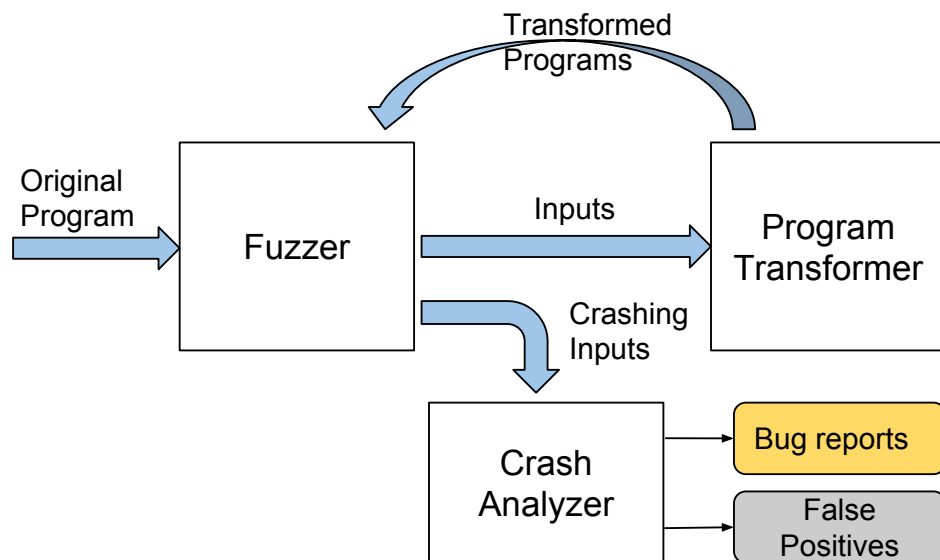 Transformed
Programs
Original
Program
Fuzzer
Inputs
Program
Transformer
Crashing
Inputs
Crash
Analyzer
Bug reports
False
Positives